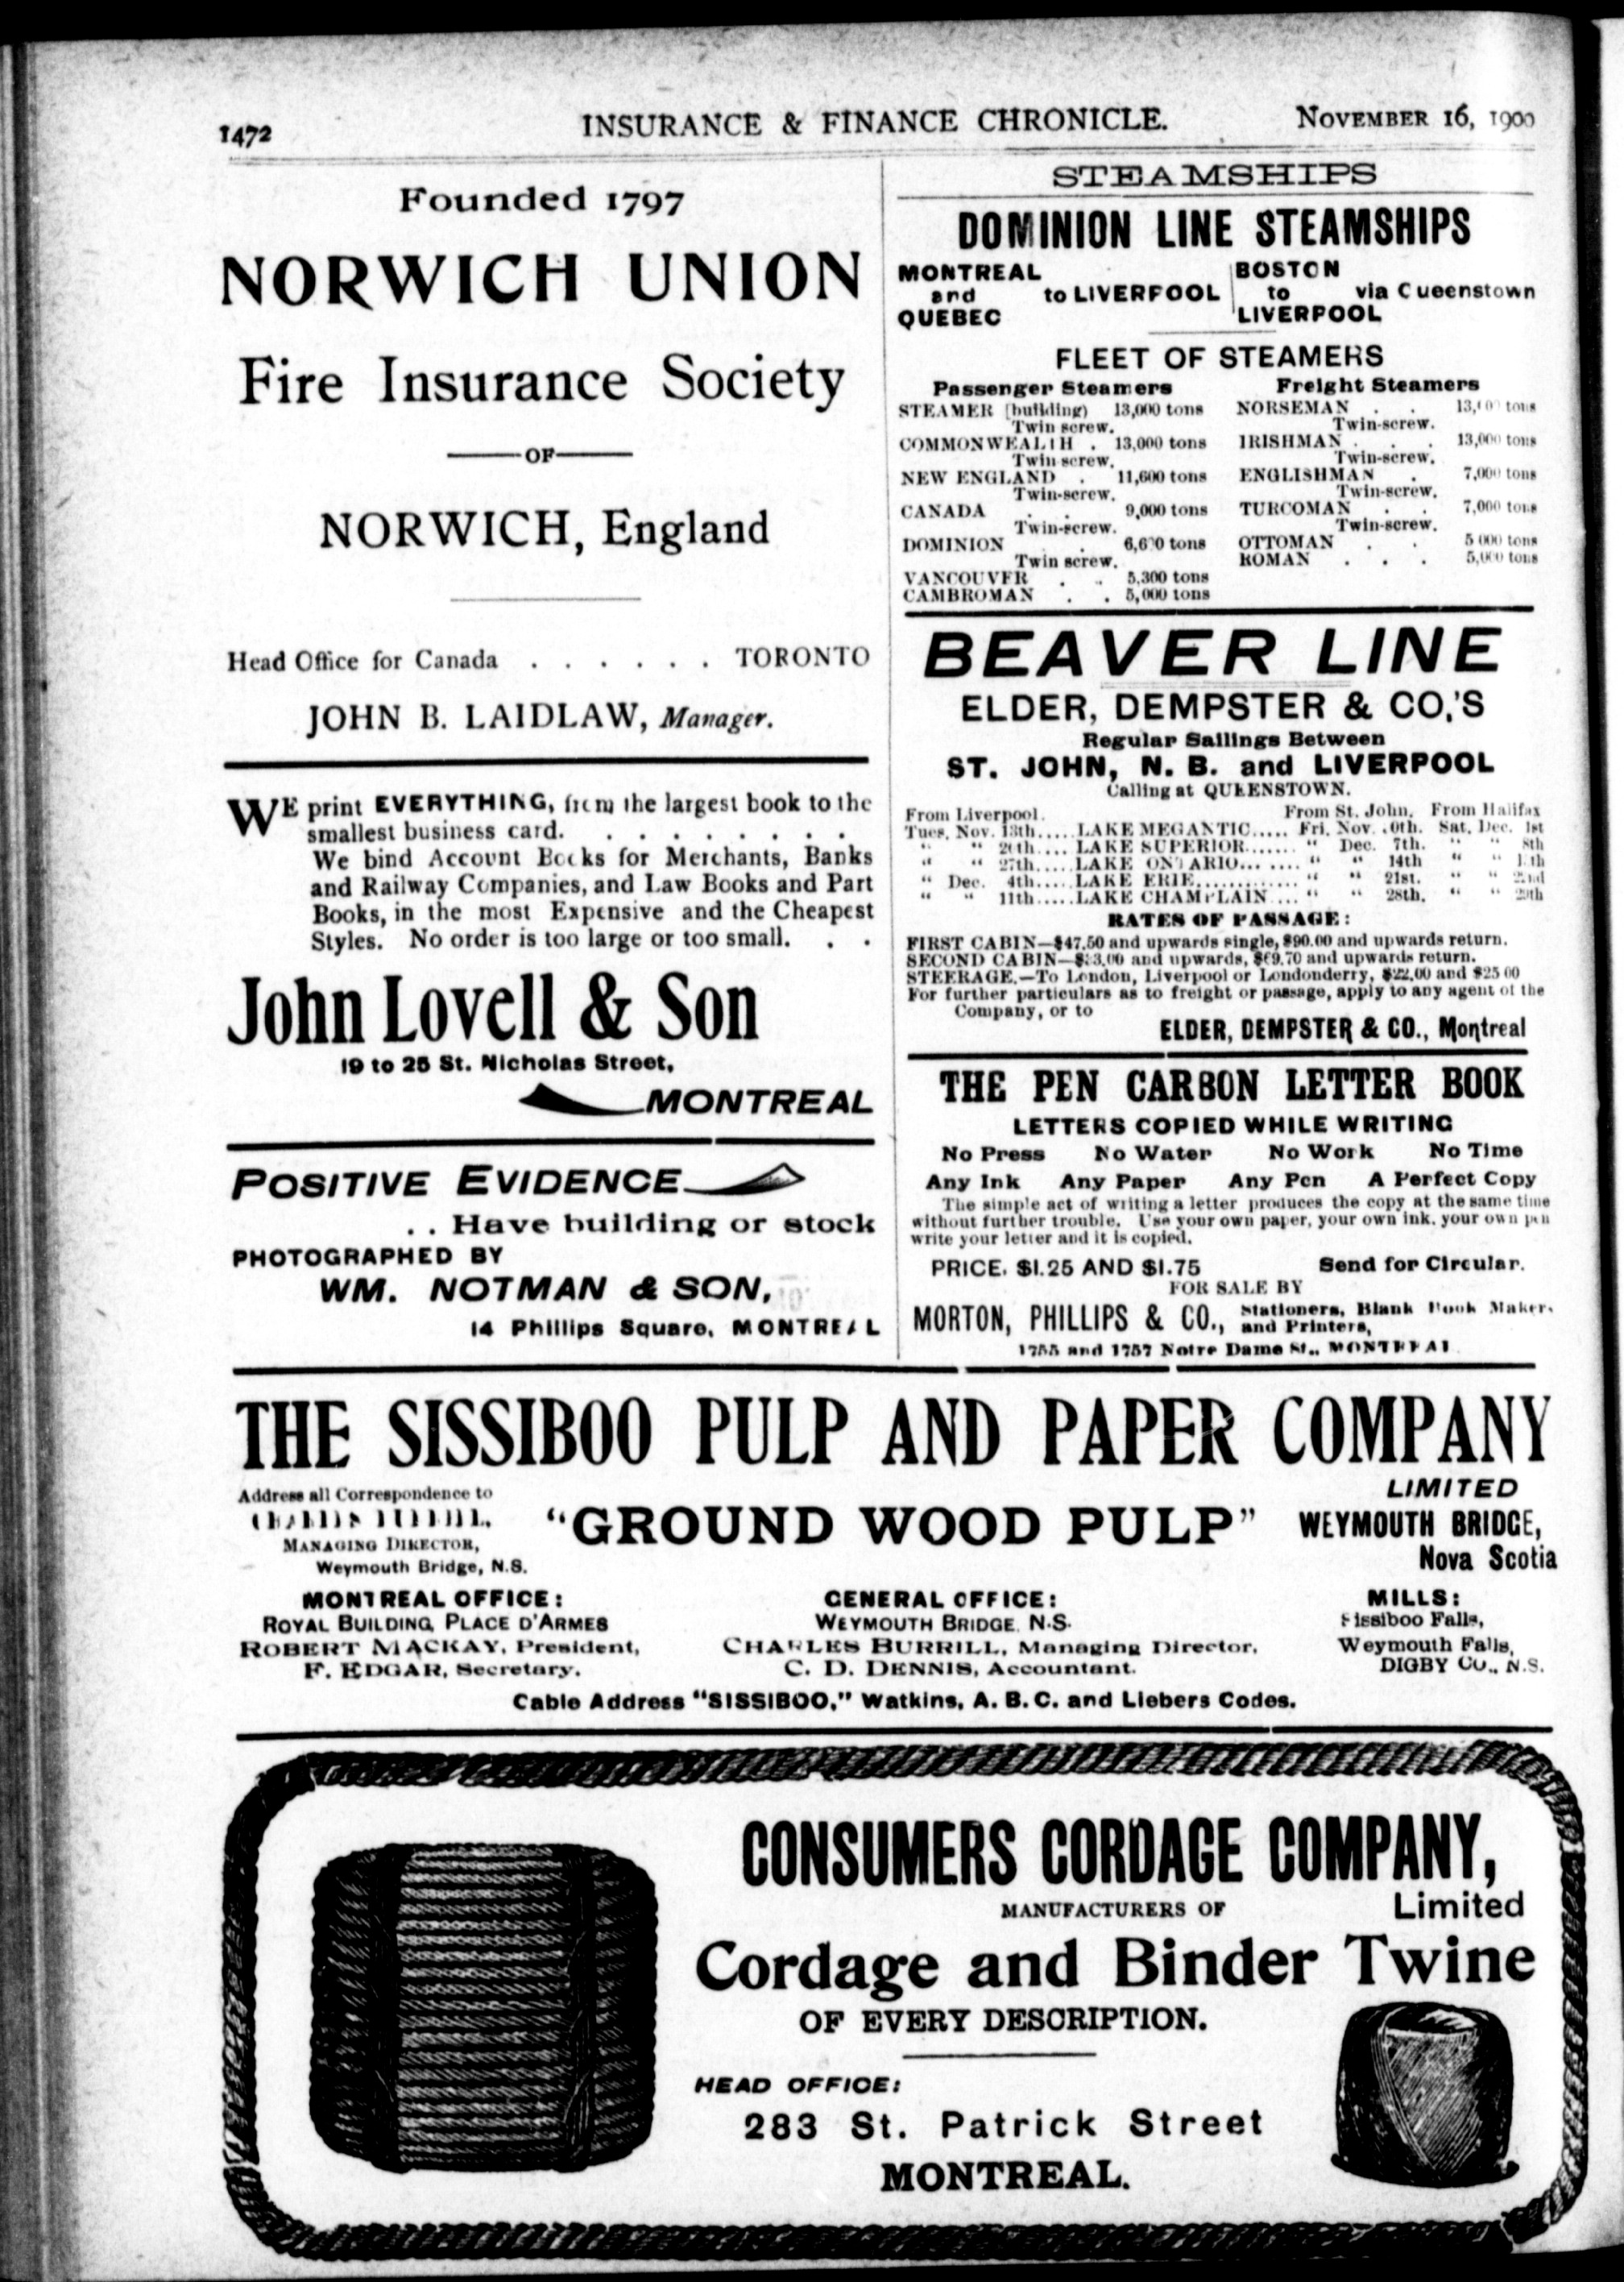 1472 INSURANCE & FINANCE CHRONICLE. NOVEMBER 16, 1900
Founded 1797
NORWICH UNION
Fire Insurance Society
OF
NORWICH, England
Head Office for Canada . . . . . . . TORONTO
JOHN B. LAIDLAW, Manager.
WE print EVERYTHING, from the largest book to the
smallest business card. . . . . . . . . .
We bind Account Books for Merchants, Banks
and Railway Companies, and Law Books and Part
Books, in the most Expensive and the Cheapest
Styles. No order is too large or too small. . .
John Lovell & Son
19 to 25 St. Nicholas Street,
MONTREAL
POSITIVE EVIDENCE
. . Have building or stock
PHOTOGRAPHED BY
WM. NOTMAN & SON,
14 Phillips Square, MONTREAL
STEAMSHIPS
DOMINION LINE STEAMSHIPS
MONTREAL and QUEBEC to LIVERPOOL
BOSTON to LIVERPOOL via Queenstown
FLEET OF STEAMERS
Passenger Steamers
STEAMER (building) 13,000 tons
Twin screw.
COMMONWEALTH . 13,000 tons
Twin screw.
NEW ENGLAND . 11,600 tons
Twin-screw.
CANADA . . 9,000 tons
Twin-screw.
DOMINION . . tons
Twin screw.
VANCOUVER . . 5,300 tons
CAMBROMAN . . 5,000 tons
Freight Steamers
NORSEMAN . . tons
Twin-screw.
IRISHMAN . . . 13,000 tons
Twin-screw.
ENGLISHMAN . 7,000 tons
Twin-screw.
TURCOMAN . . 7,000 tons
Twin-screw.
OTTOMAN . . 5 000 tons
ROMAN . . . 5,000 tons
BEAVER LINE
ELDER, DEMPSTER & CO,'S
Regular Sailings Between
ST. JOHN, N. B. and LIVERPOOL
Calling at QUEENSTOWN.
From Liverpool. From St. John. From Halifax
Tues, Nov. 13th.....LAKE MEGANTIC..... Fri. Nov. Sat. Dec. 1st
" " 20th.... LAKE SUPERIOR....... " Dec. 7th. " " 8th
" " 27th.....LAKE ONTARIO... .... " " 14th " "
" Dec. 4th.....LAKE ERIE............. " " 21st. " "
" " 11th.....LAKE CHAMPLAIN.... " " 28th. " " 29th
RATES OF PASSAGE:
FIRST CABIN—$47.50 and upwards single, $90.00 and upwards return.
SECOND CABIN— and upwards, and upwards return.
STEERAGE.—To London, Liverpool or Londonderry, $22.00 and $25 00
For further particulars as to freight or passage, apply to any agent of the
Company, or to
ELDER, DEMPSTER & CO., Montreal
THE PEN CARBON LETTER BOOK
LETTERS COPIED WHILE WRITING
No Press No Water No Work No Time
Any Ink Any Paper Any Pen A Perfect Copy
The simple act of writing a letter produces the copy at the same time
without further trouble. Use your own paper, your own ink, your own pen
write your letter and it is copied.
PRICE, $1.25 AND $1.75 Send for Circular.
FOR SALE BY
MORTON, PHILLIPS & CO., Stationers, Blank Book Makers
and Printers,
1755 and 1757 Notre Dame St., MONTREAL
THE SISSIBOO PULP AND PAPER COMPANY
LIMITED
Address all Correspondence to
MANAGING DIRECTOR,
Weymouth Bridge, N.S.
"GROUND WOOD PULP"
WEYMOUTH BRIDGE,
Nova Scotia
MONTREAL OFFICE:
ROYAL BUILDING, PLACE D'ARMES
ROBERT MACKAY, President,
F. EDGAR, Secretary.
GENERAL OFFICE:
WEYMOUTH BRIDGE, N.S.
CHARLES BURRILL, Managing Director.
C. D. DENNIS, Accountant.
MILLS:
Sissiboo Falls,
Weymouth Falls,
DIGBY CO., N.S.
Cable Address "SISSIBOO," Watkins, A. B. C. and Liebers Codes.
CONSUMERS CORDAGE COMPANY,
Limited
MANUFACTURERS OF
Cordage and Binder Twine
OF EVERY DESCRIPTION.
HEAD OFFICE:
283 St. Patrick Street
MONTREAL.